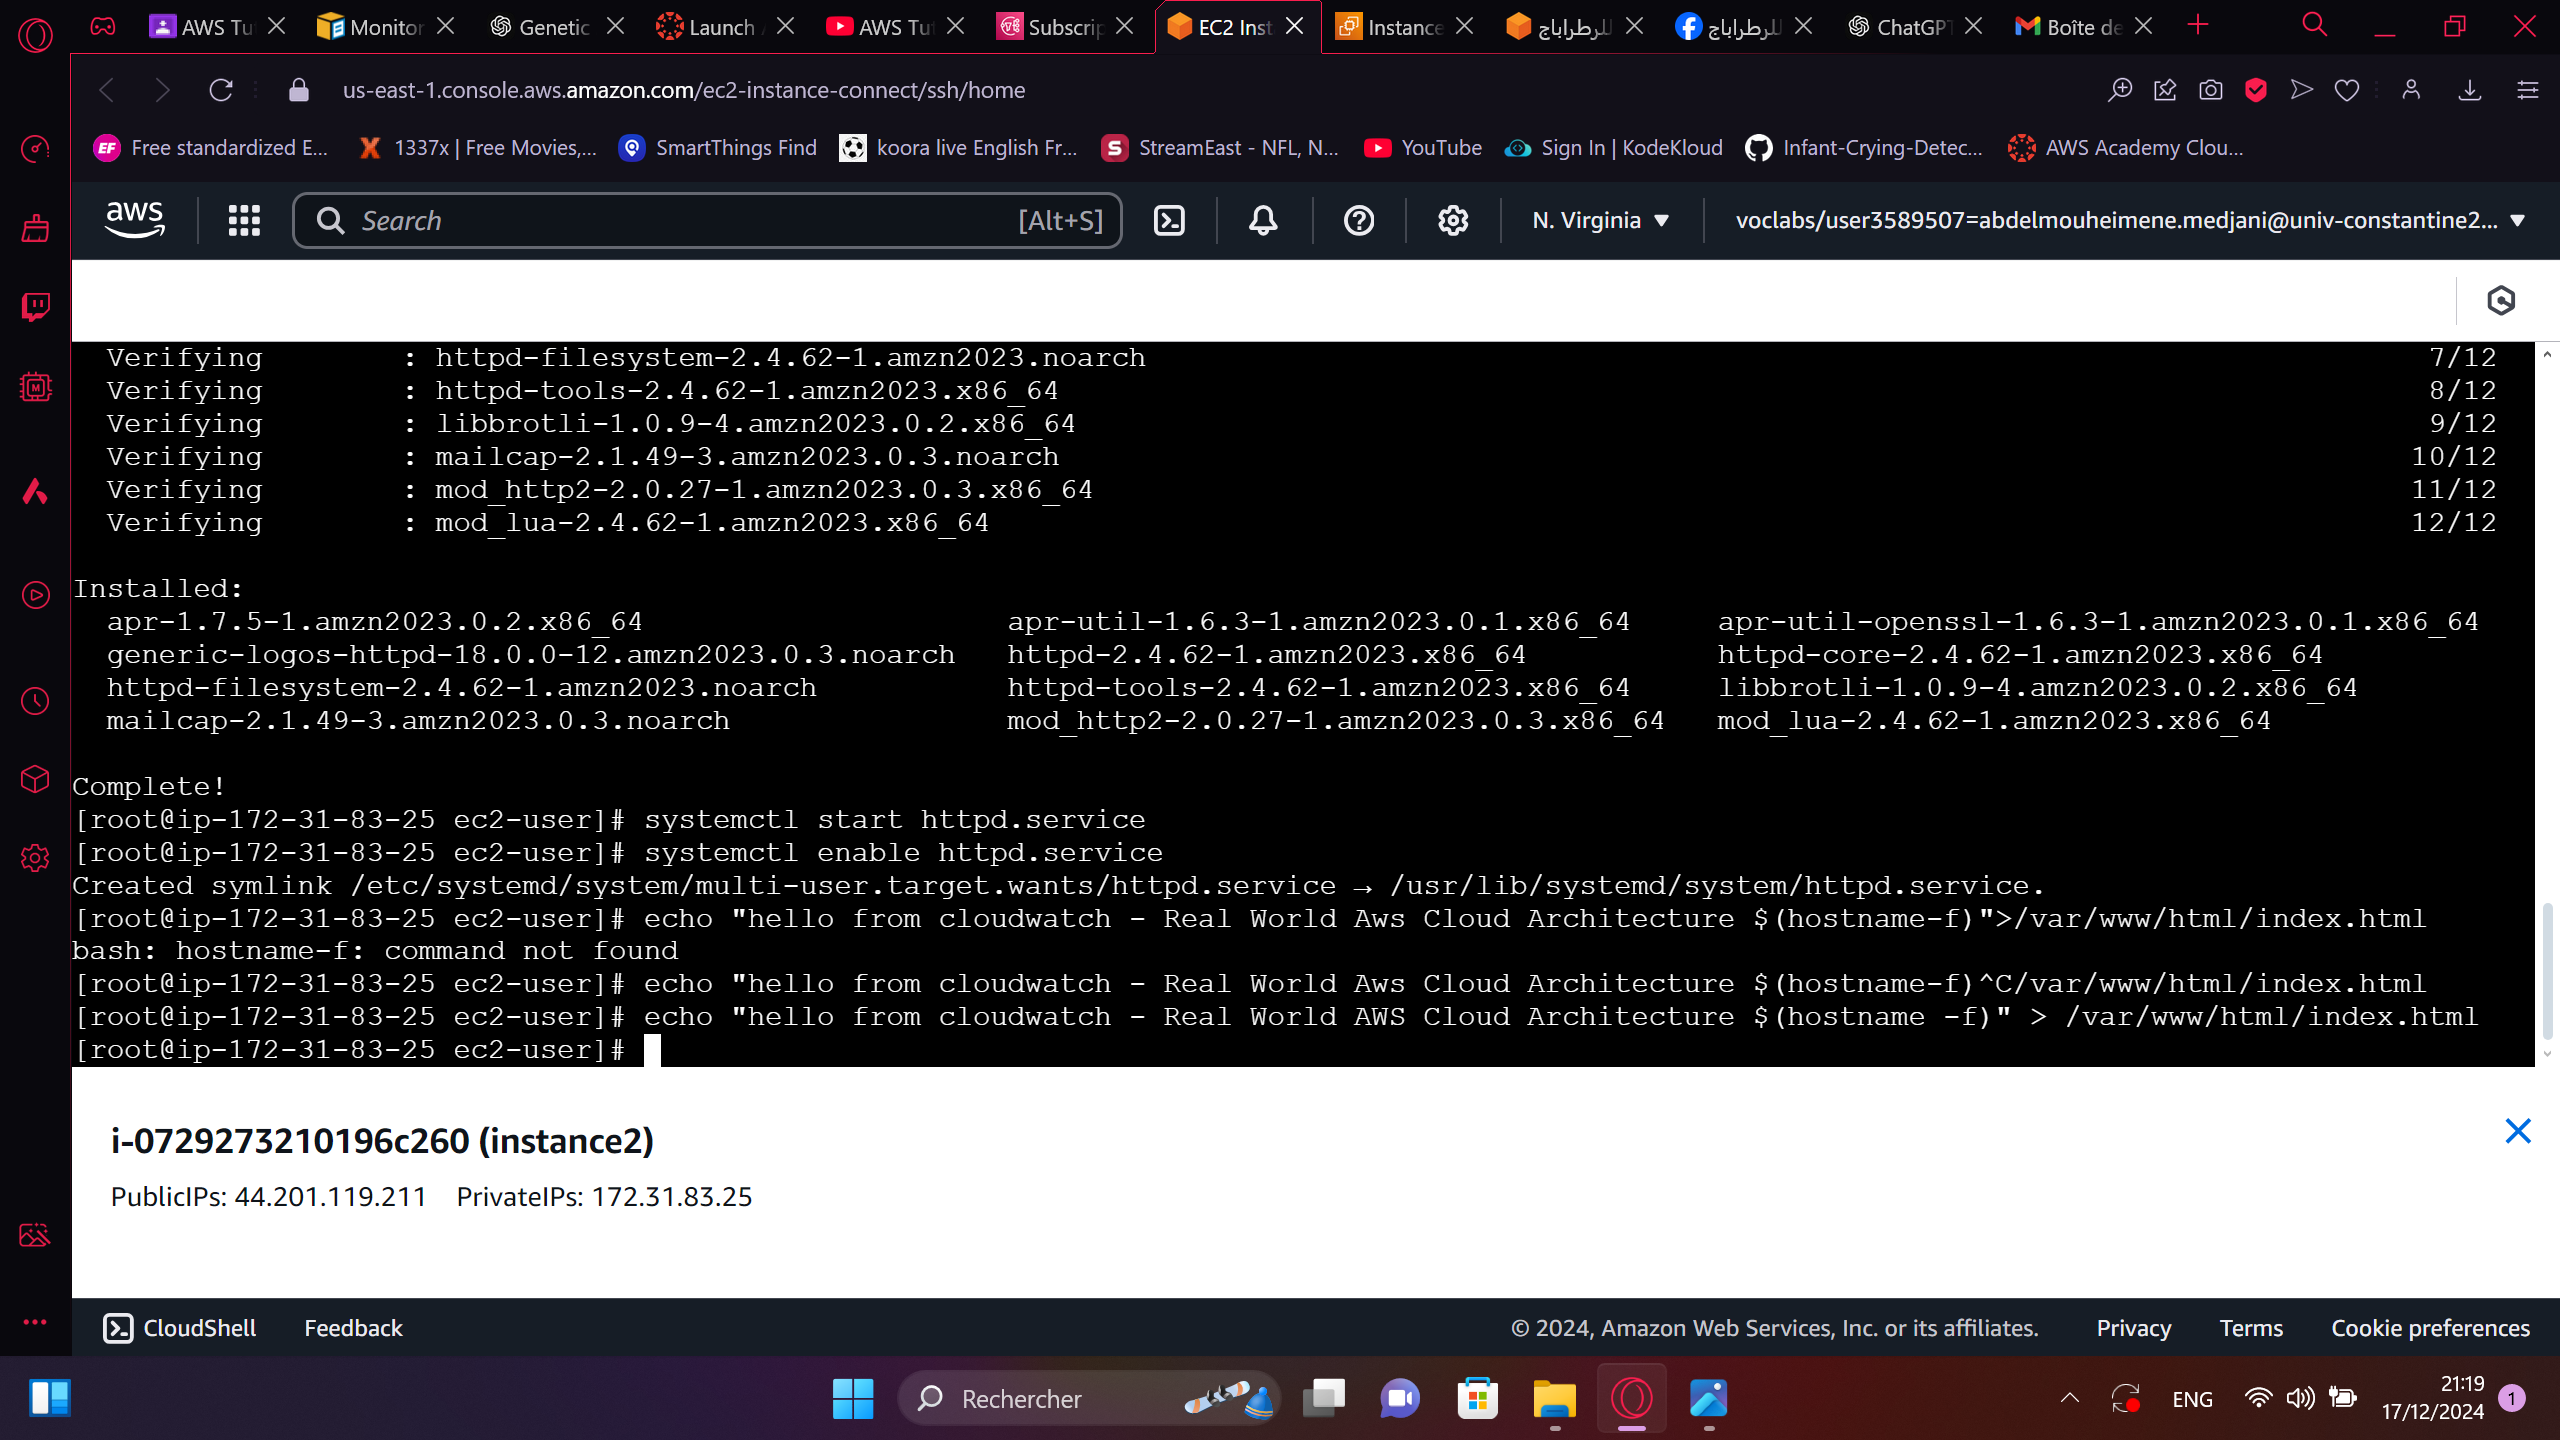 AWS Tu
Monitor
Genetic
Launch
AWS Tu
Subscrip
EC2 Inst
Instance
ChatGPT
Boîte de
us-east-1.console.aws.amazon.com/ec2-instance-connect/ssh/home
EF Free standardized E...
1337x | Free Movies,...
SmartThings Find
koora live English Fr...
StreamEast - NFL, N...
YouTube
Sign In | KodeKloud
Infant-Crying-Detec...
AWS Academy Clou...
aws
Search [Alt+S]
N. Virginia
voclabs/user3589507=abdelmouheimene.medjani@univ-constantine2...
Verifying : httpd-filesystem-2.4.62-1.amzn2023.noarch 7/12
Verifying : httpd-tools-2.4.62-1.amzn2023.x86_64 8/12
Verifying : libbrotli-1.0.9-4.amzn2023.0.2.x86_64 9/12
Verifying : mailcap-2.1.49-3.amzn2023.0.3.noarch 10/12
Verifying : mod_http2-2.0.27-1.amzn2023.0.3.x86_64 11/12
Verifying : mod_lua-2.4.62-1.amzn2023.x86_64 12/12
Installed:
apr-1.7.5-1.amzn2023.0.2.x86_64 apr-util-1.6.3-1.amzn2023.0.1.x86_64 apr-util-openssl-1.6.3-1.amzn2023.0.1.x86_64
generic-logos-httpd-18.0.0-12.amzn2023.0.3.noarch httpd-2.4.62-1.amzn2023.x86_64 httpd-core-2.4.62-1.amzn2023.x86_64
httpd-filesystem-2.4.62-1.amzn2023.noarch httpd-tools-2.4.62-1.amzn2023.x86_64 libbrotli-1.0.9-4.amzn2023.0.2.x86_64
mailcap-2.1.49-3.amzn2023.0.3.noarch mod_http2-2.0.27-1.amzn2023.0.3.x86_64 mod_lua-2.4.62-1.amzn2023.x86_64
Complete!
[root@ip-172-31-83-25 ec2-user]# systemctl start httpd.service
[root@ip-172-31-83-25 ec2-user]# systemctl enable httpd.service
Created symlink /etc/systemd/system/multi-user.target.wants/httpd.service → /usr/lib/systemd/system/httpd.service.
[root@ip-172-31-83-25 ec2-user]# echo "hello from cloudwatch - Real World Aws Cloud Architecture $(hostname-f)">/var/www/html/index.html
bash: hostname-f: command not found
[root@ip-172-31-83-25 ec2-user]# echo "hello from cloudwatch - Real World Aws Cloud Architecture $(hostname-f)^C/var/www/html/index.html
[root@ip-172-31-83-25 ec2-user]# echo "hello from cloudwatch - Real World AWS Cloud Architecture $(hostname -f)" > /var/www/html/index.html
[root@ip-172-31-83-25 ec2-user]#
i-0729273210196c260 (instance2)
PublicIPs: 44.201.119.211 PrivateIPs: 172.31.83.25
CloudShell Feedback
© 2024, Amazon Web Services, Inc. or its affiliates. Privacy Terms Cookie preferences
Rechercher
ENG
21:19
17/12/2024
1